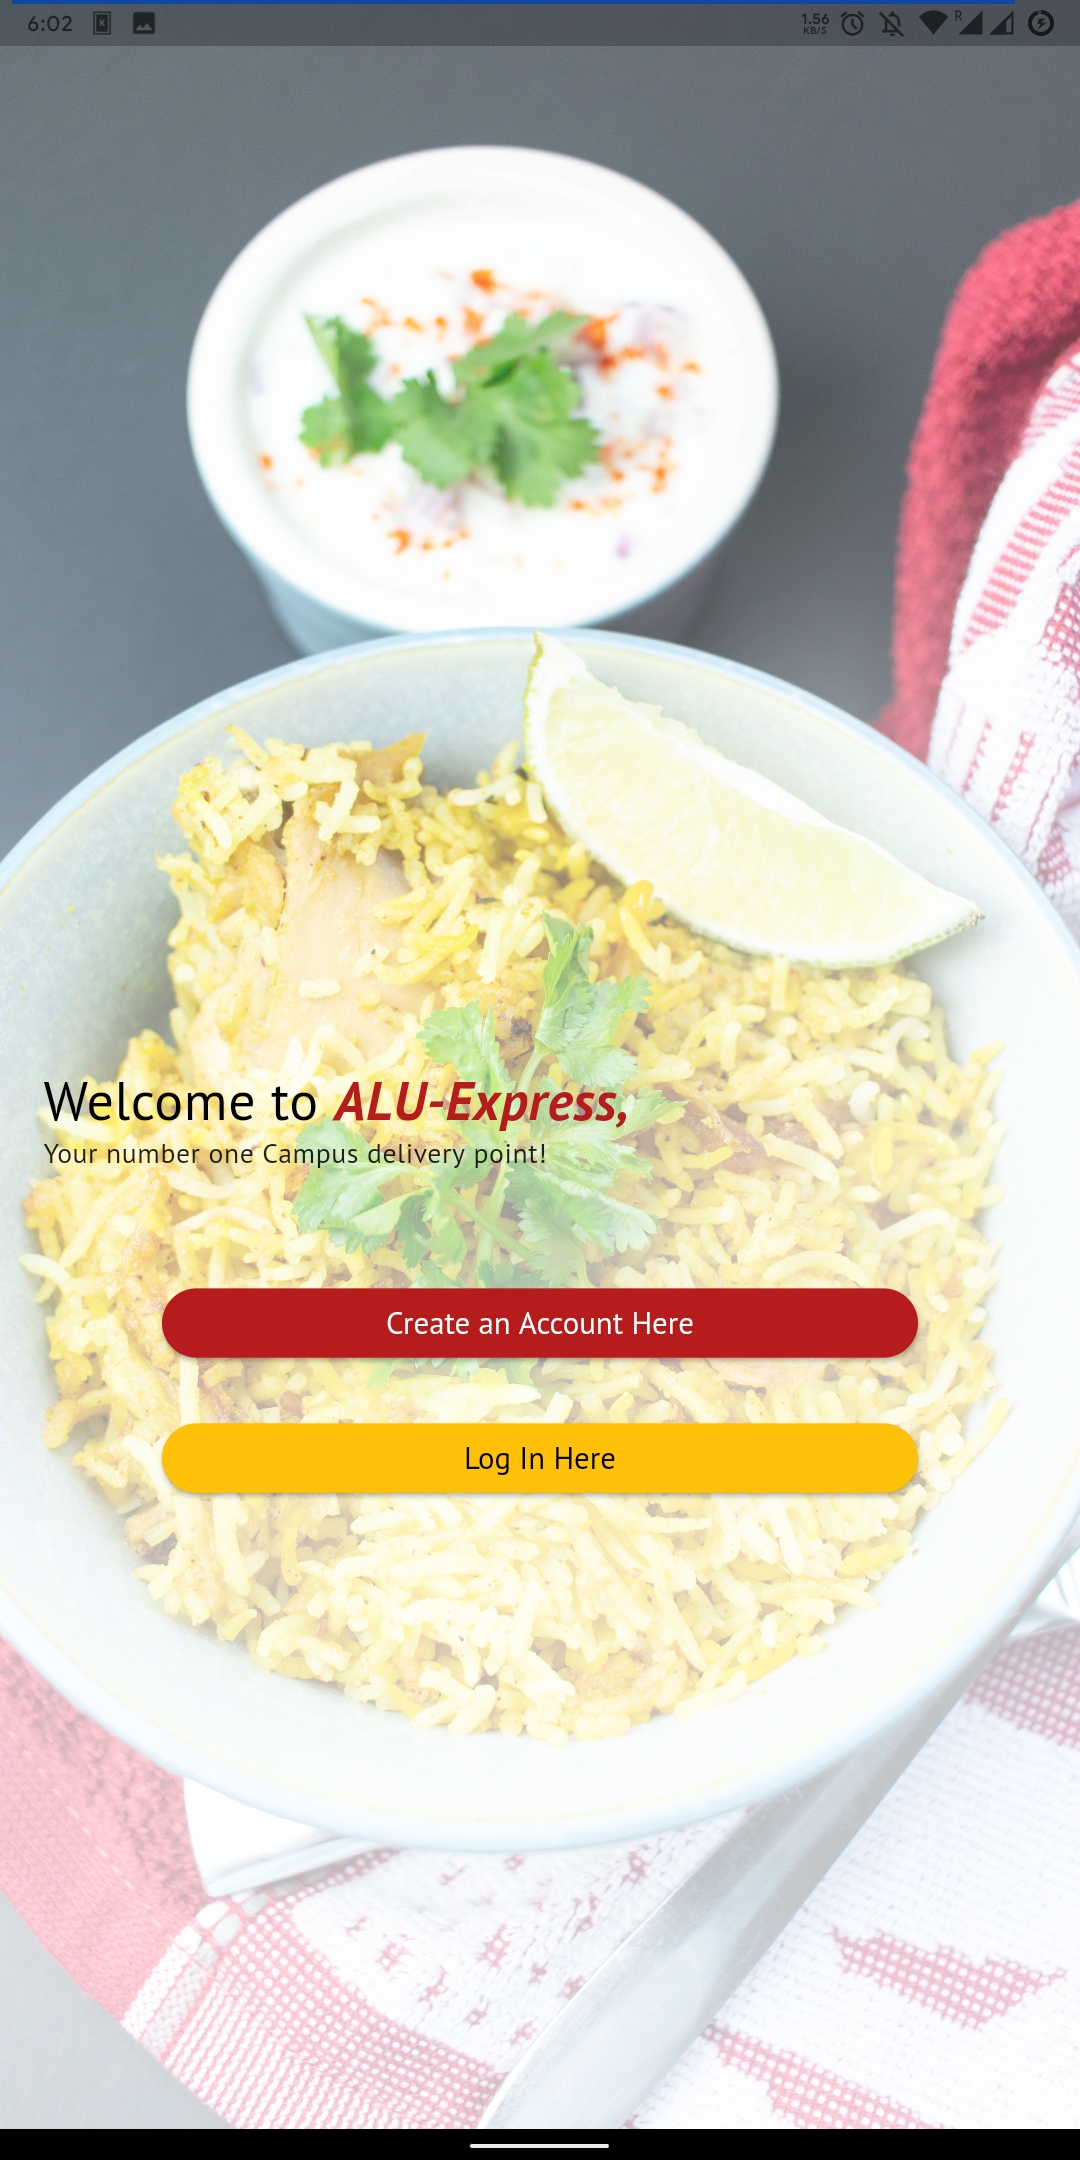 6:02
1.56
KB/S
R
Welcome to ALU-Express,
Your number one Campus delivery point!
Create an Account Here
Log In Here